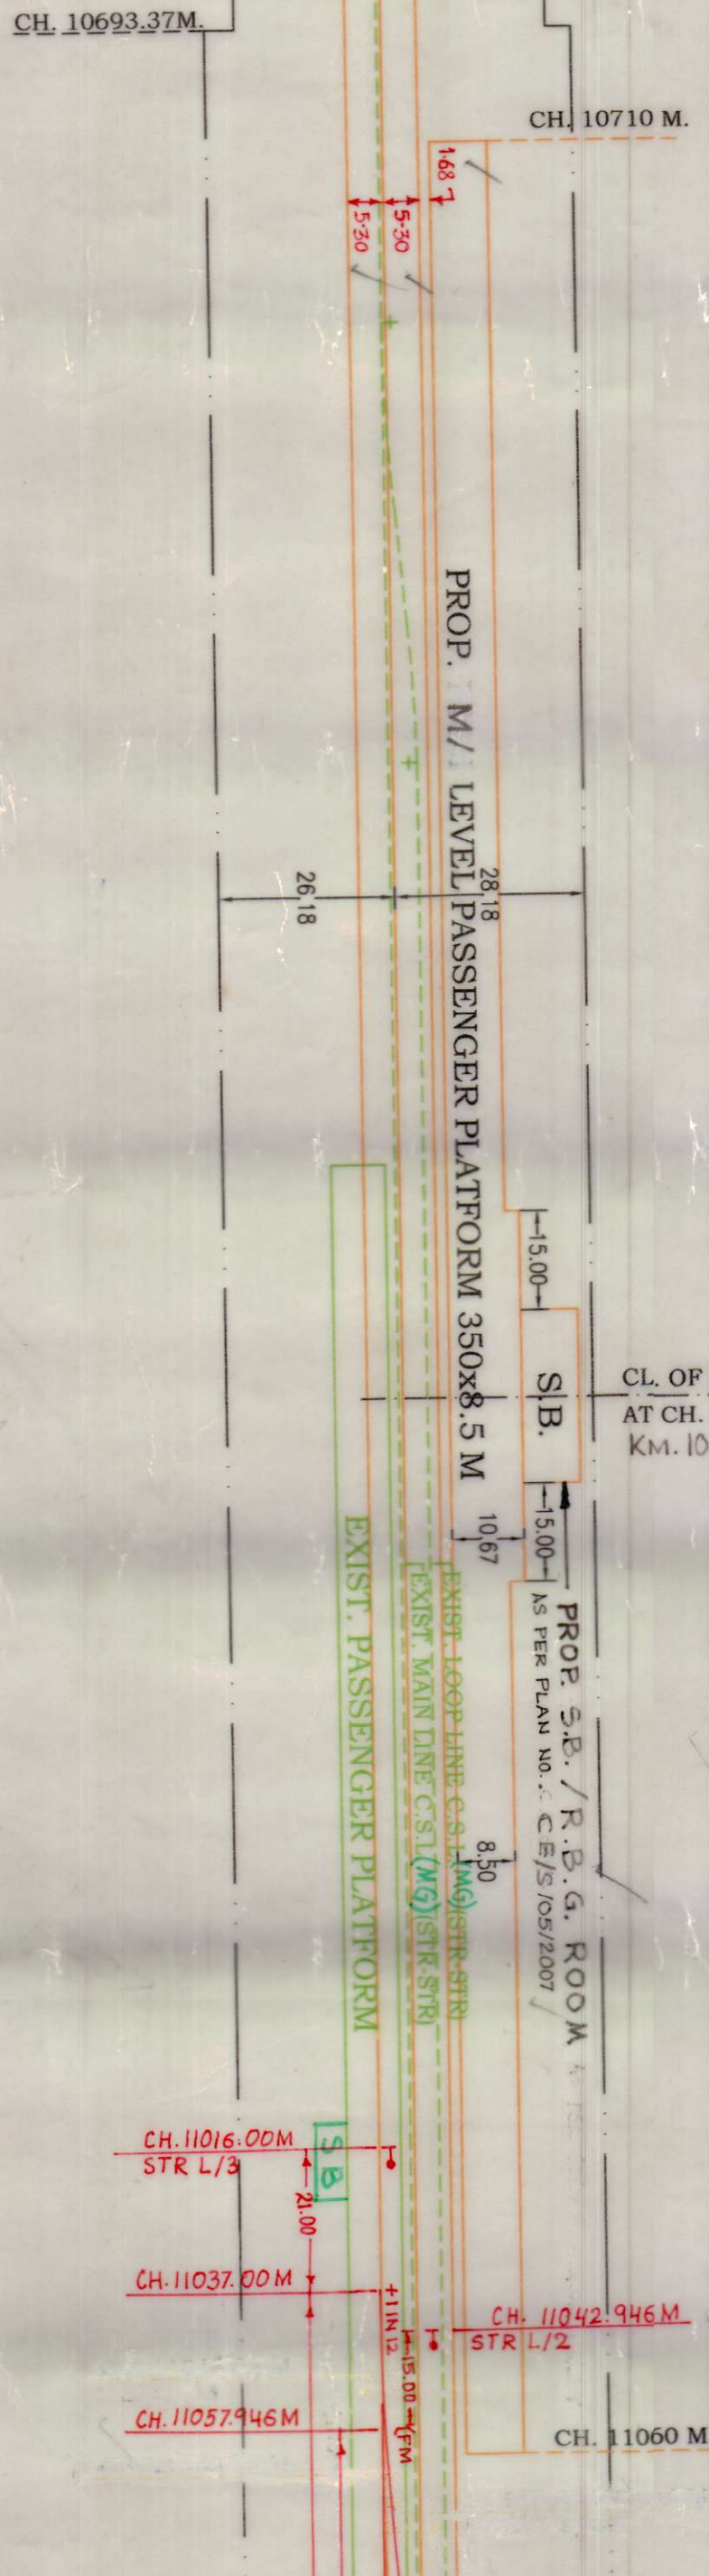 CH. 10693.37M.
CH. 10710 M.
1.68
5.30
5.30
PROP. M/ LEVEL PASSENGER PLATFORM 350x8.5 M
28.18
26.18
15.00
S.B.
CL. OF
AT CH.
KM. 10
15.00
10.67
PROP. S.B. / R.B.G. ROOM
AS PER PLAN NO. CE/S/05/2007
EXIST. LOOP LINE C.S.L (MG) (STR-STR)
EXIST. MAIN LINE C.S.L (MG) (STR-STR)
EXIST. PASSENGER PLATFORM
8.50
CH. 11016.00M
STR L/3
S B
21.00
CH. 11037.00M
1 IN 12
CH. 11042.946M
STR L/2
15.00
FM
CH. 11057.946M
CH. 11060 M